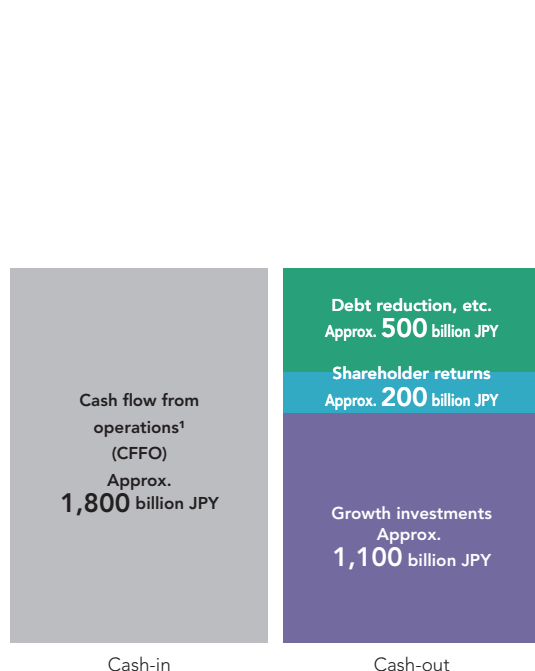 Cash flow from
operations¹
(CFFO)
Approx.
1,800 billion JPY
Cash-in
Debt reduction, etc.
Approx. 500 billion JPY
Shareholder returns
Approx. 200 billion JPY
Growth investments
Approx.
1,100 billion JPY
Cash-out